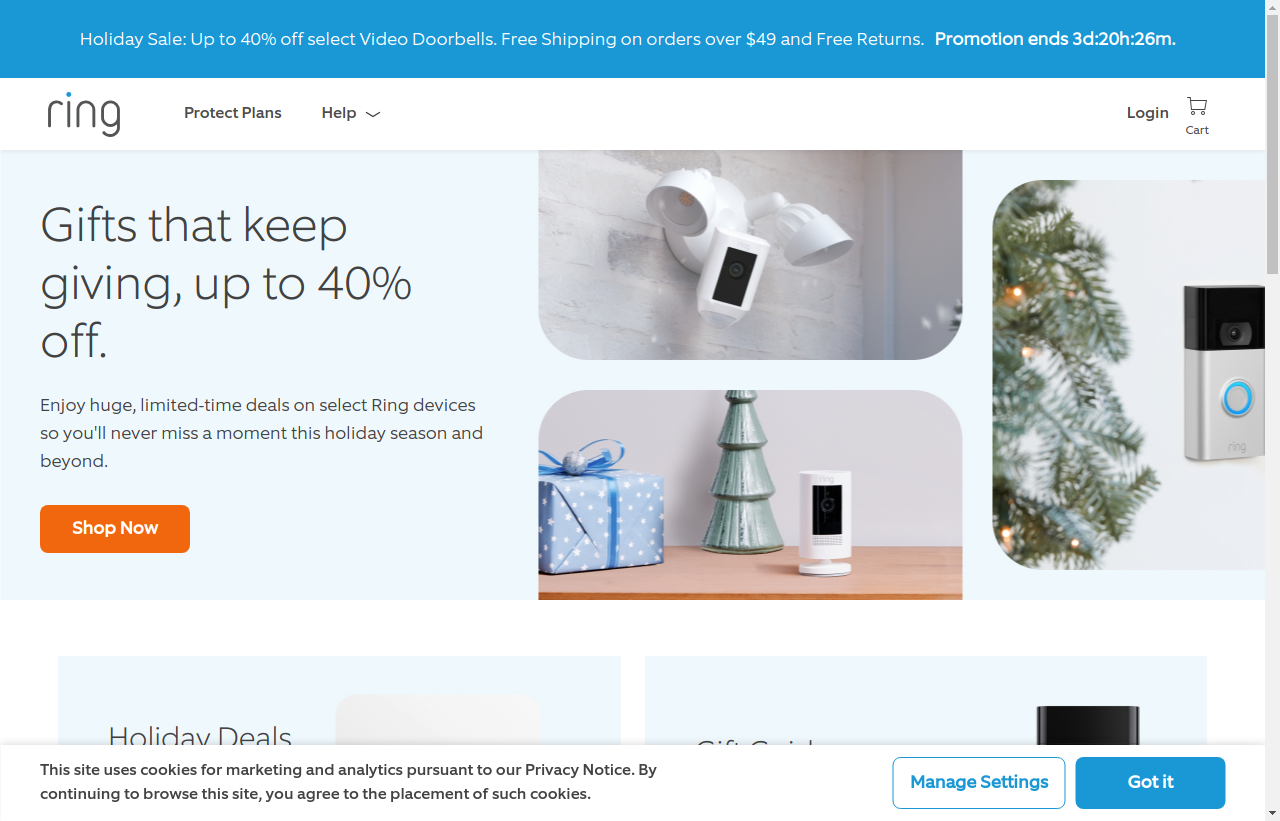 Holiday Sale: Up to 40% off select Video Doorbells. Free Shipping on orders over $49 and Free Returns. Promotion ends 3d:20h:26m.
ring
Protect Plans
Help
Login
Cart
Gifts that keep
giving, up to 40%
off.
Enjoy huge, limited-time deals on select Ring devices
so you'll never miss a moment this holiday season and
beyond.
Shop Now
ring
ring
Holiday Deals
This site uses cookies for marketing and analytics pursuant to our Privacy Notice. By
continuing to browse this site, you agree to the placement of such cookies.
Manage Settings
Got it